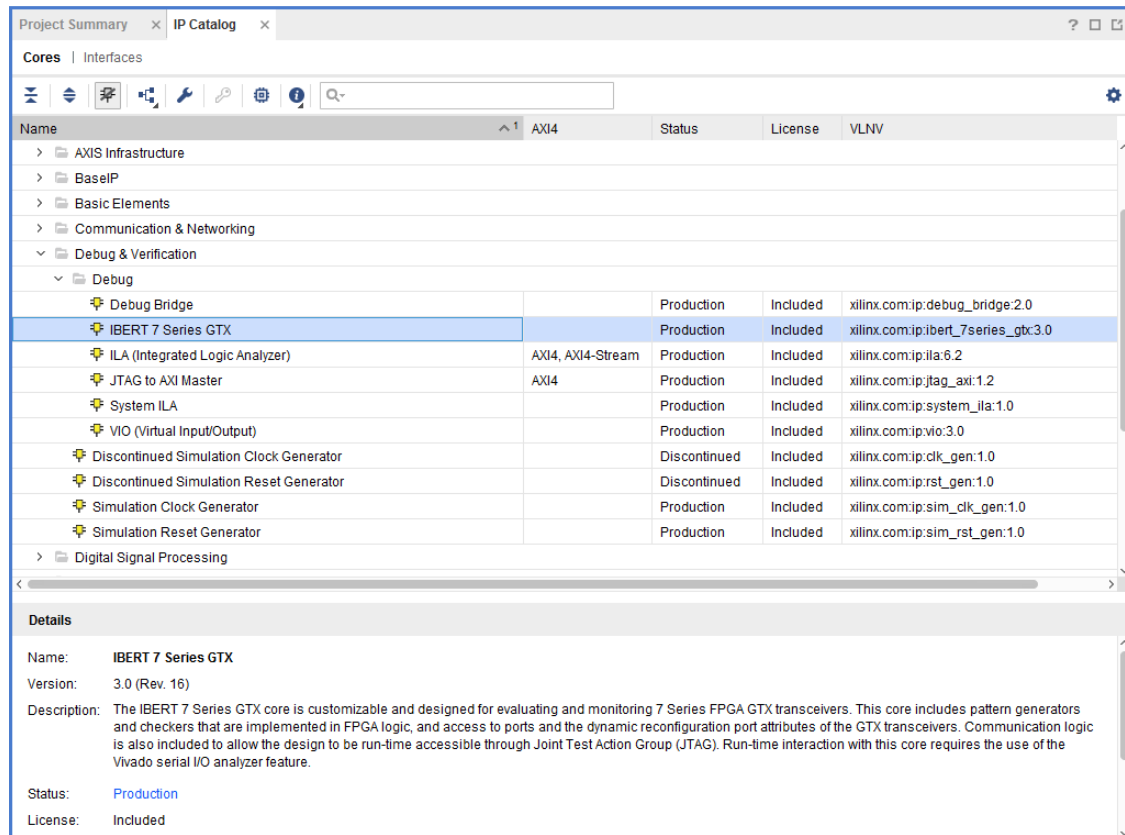 Project Summary × IP Catalog × ?
Cores | Interfaces
Name 1 AXI4 Status License VLNV
AXIS Infrastructure
BaseIP
Basic Elements
Communication & Networking
Debug & Verification
Debug
Debug Bridge Production Included xilinx.com:ip:debug_bridge:2.0
IBERT 7 Series GTX Production Included xilinx.com:ip:ibert_7series_gtx:3.0
ILA (Integrated Logic Analyzer) AXI4, AXI4-Stream Production Included xilinx.com:ip:ila:6.2
JTAG to AXI Master AXI4 Production Included xilinx.com:ip:jtag_axi:1.2
System ILA Production Included xilinx.com:ip:system_ila:1.0
VIO (Virtual Input/Output) Production Included xilinx.com:ip:vio:3.0
Discontinued Simulation Clock Generator Discontinued Included xilinx.com:ip:clk_gen:1.0
Discontinued Simulation Reset Generator Discontinued Included xilinx.com:ip:rst_gen:1.0
Simulation Clock Generator Production Included xilinx.com:ip:sim_clk_gen:1.0
Simulation Reset Generator Production Included xilinx.com:ip:sim_rst_gen:1.0
Digital Signal Processing
Details
Name: IBERT 7 Series GTX
Version: 3.0 (Rev. 16)
Description: The IBERT 7 Series GTX core is customizable and designed for evaluating and monitoring 7 Series FPGA GTX transceivers. This core includes pattern generators
and checkers that are implemented in FPGA logic, and access to ports and the dynamic reconfiguration port attributes of the GTX transceivers. Communication logic
is also included to allow the design to be run-time accessible through Joint Test Action Group (JTAG). Run-time interaction with this core requires the use of the
Vivado serial I/O analyzer feature.
Status: Production
License: Included